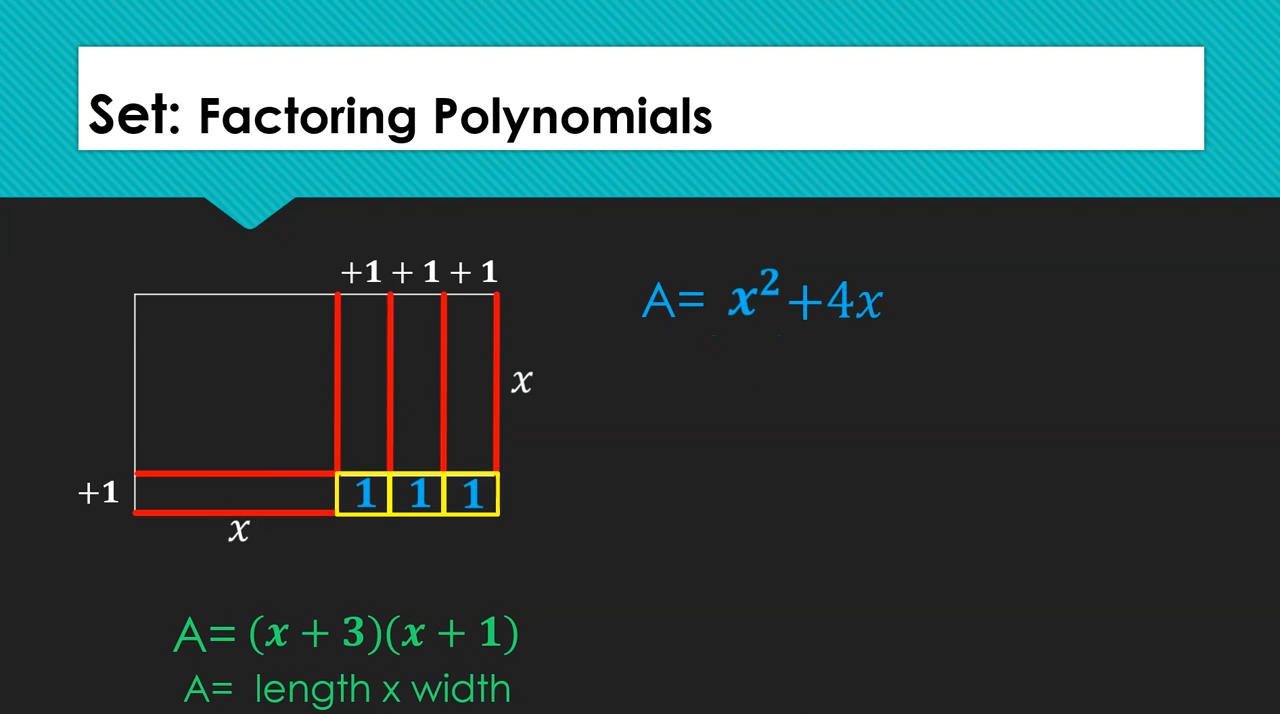 Set: Factoring Polynomials
+1 + 1 + 1
A= x² +4x
x
+1
1 1 1
x
A= (x + 3)(x + 1)
A= length x width